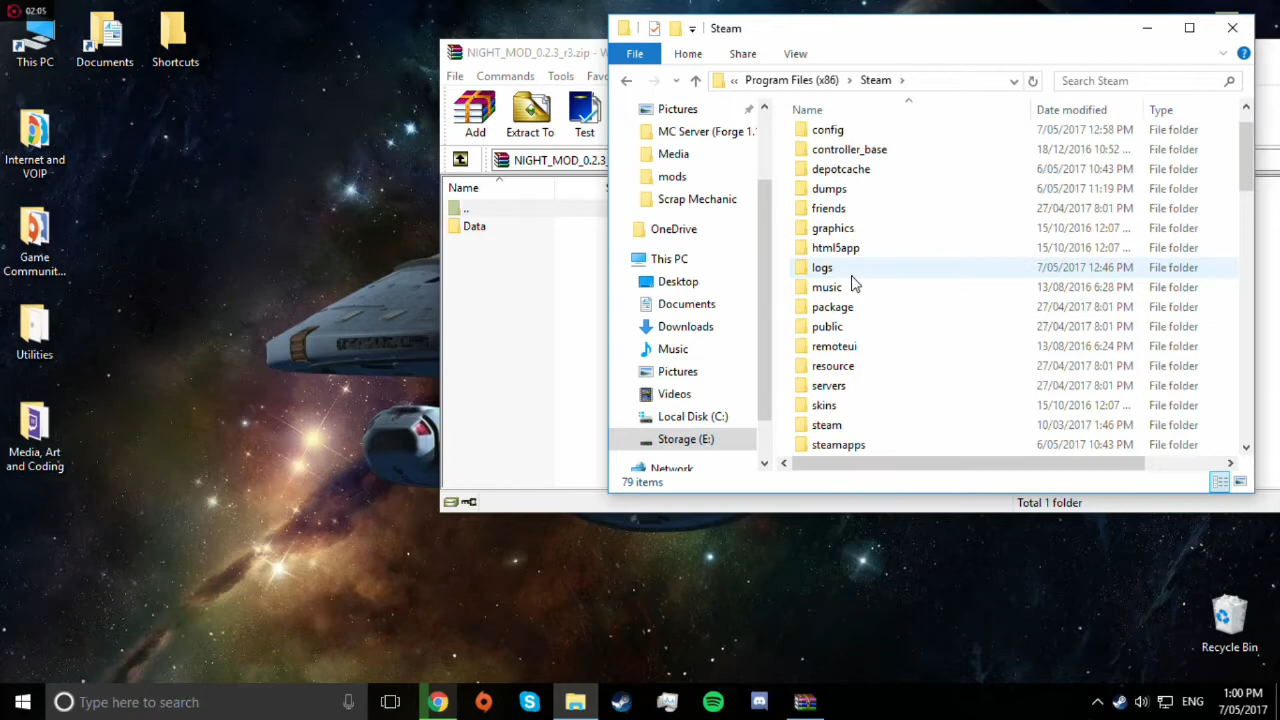 02:05
This PC
Documents
Shortcuts
Internet and
VOIP
Game
Communit...
Utilities
Media, Art
and Coding
NIGHT_MOD_0.2.3_r3.zip - W
File Commands Tools Favo
Add Extract To Test
NIGHT_MOD_0.2.3_
Name
..
Data
Total 1 folder
Steam
File Home Share View
Program Files (x86) Steam
Search Steam
Pictures
MC Server (Forge 1.
Media
mods
Scrap Mechanic
OneDrive
This PC
Desktop
Documents
Downloads
Music
Pictures
Videos
Local Disk (C:)
Storage (E:)
Network
Name Date modified Type
config 7/05/2017 12:58 PM File folder
controller_base 18/12/2016 10:52 ... File folder
depotcache 6/05/2017 10:43 PM File folder
dumps 6/05/2017 11:19 PM File folder
friends 27/04/2017 8:01 PM File folder
graphics 15/10/2016 12:07 ... File folder
html5app 15/10/2016 12:07 ... File folder
logs 7/05/2017 12:46 PM File folder
music 13/08/2016 6:28 PM File folder
package 27/04/2017 8:01 PM File folder
public 27/04/2017 8:01 PM File folder
remoteui 13/08/2016 6:24 PM File folder
resource 27/04/2017 8:01 PM File folder
servers 27/04/2017 8:01 PM File folder
skins 15/10/2016 12:07 ... File folder
steam 10/03/2017 1:46 PM File folder
steamapps 6/05/2017 10:43 PM File folder
79 items
Recycle Bin
Type here to search
ENG
1:00 PM
7/05/2017